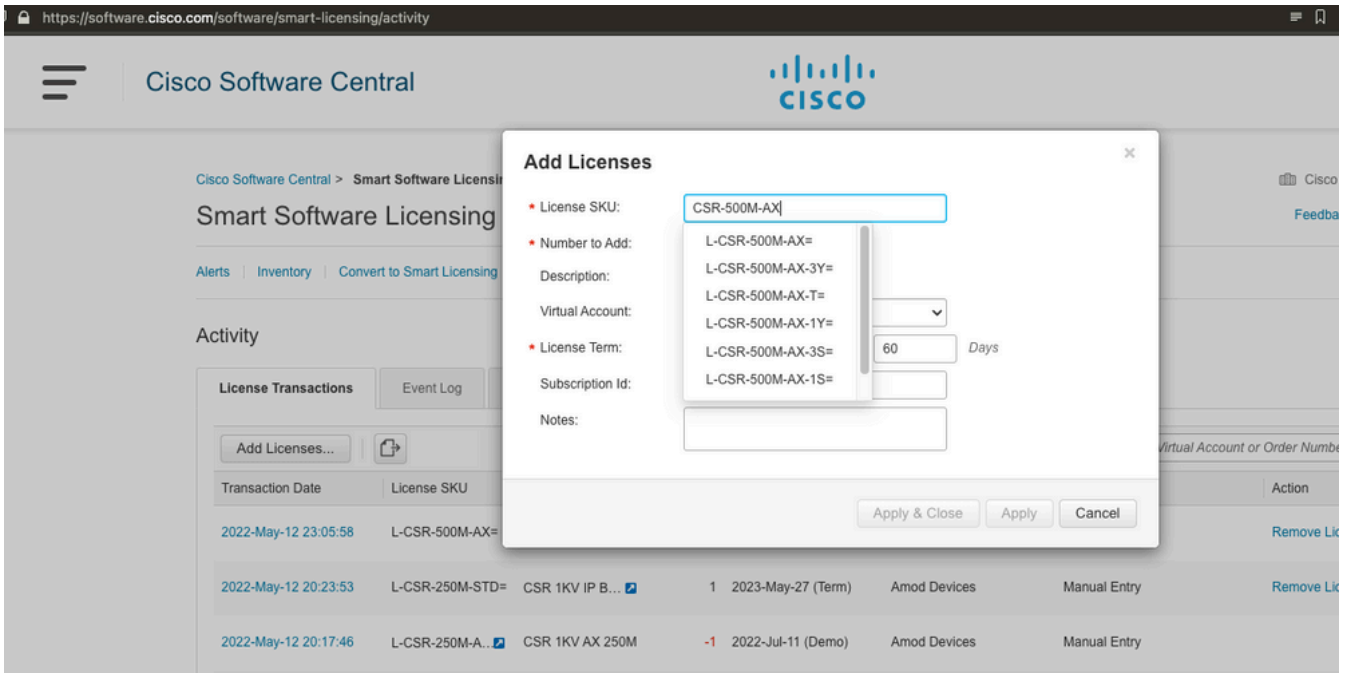 https://software.cisco.com/software/smart-licensing/activity
Cisco Software Central
CISCO
Add Licenses
Cisco Software Central > Smart Software Licensin
Cisco
Smart Software Licensing
Feedba
* License SKU: CSR-500M-AX
* Number to Add:
L-CSR-500M-AX=
Description:
L-CSR-500M-AX-3Y=
Alerts | Inventory | Convert to Smart Licensing
L-CSR-500M-AX-T=
Virtual Account:
L-CSR-500M-AX-1Y=
* License Term:
L-CSR-500M-AX-3S=
60 Days
Subscription Id:
L-CSR-500M-AX-1S=
Notes:
Activity
License Transactions
Event Log
Add Licenses...
Virtual Account or Order Numbe
Apply & Close
Apply
Cancel
Transaction Date License SKU Action
2022-May-12 23:05:58 L-CSR-500M-AX= Remove Lic
2022-May-12 20:23:53 L-CSR-250M-STD= CSR 1KV IP B... 1 2023-May-27 (Term) Amod Devices Manual Entry Remove Lic
2022-May-12 20:17:46 L-CSR-250M-A... CSR 1KV AX 250M -1 2022-Jul-11 (Demo) Amod Devices Manual Entry